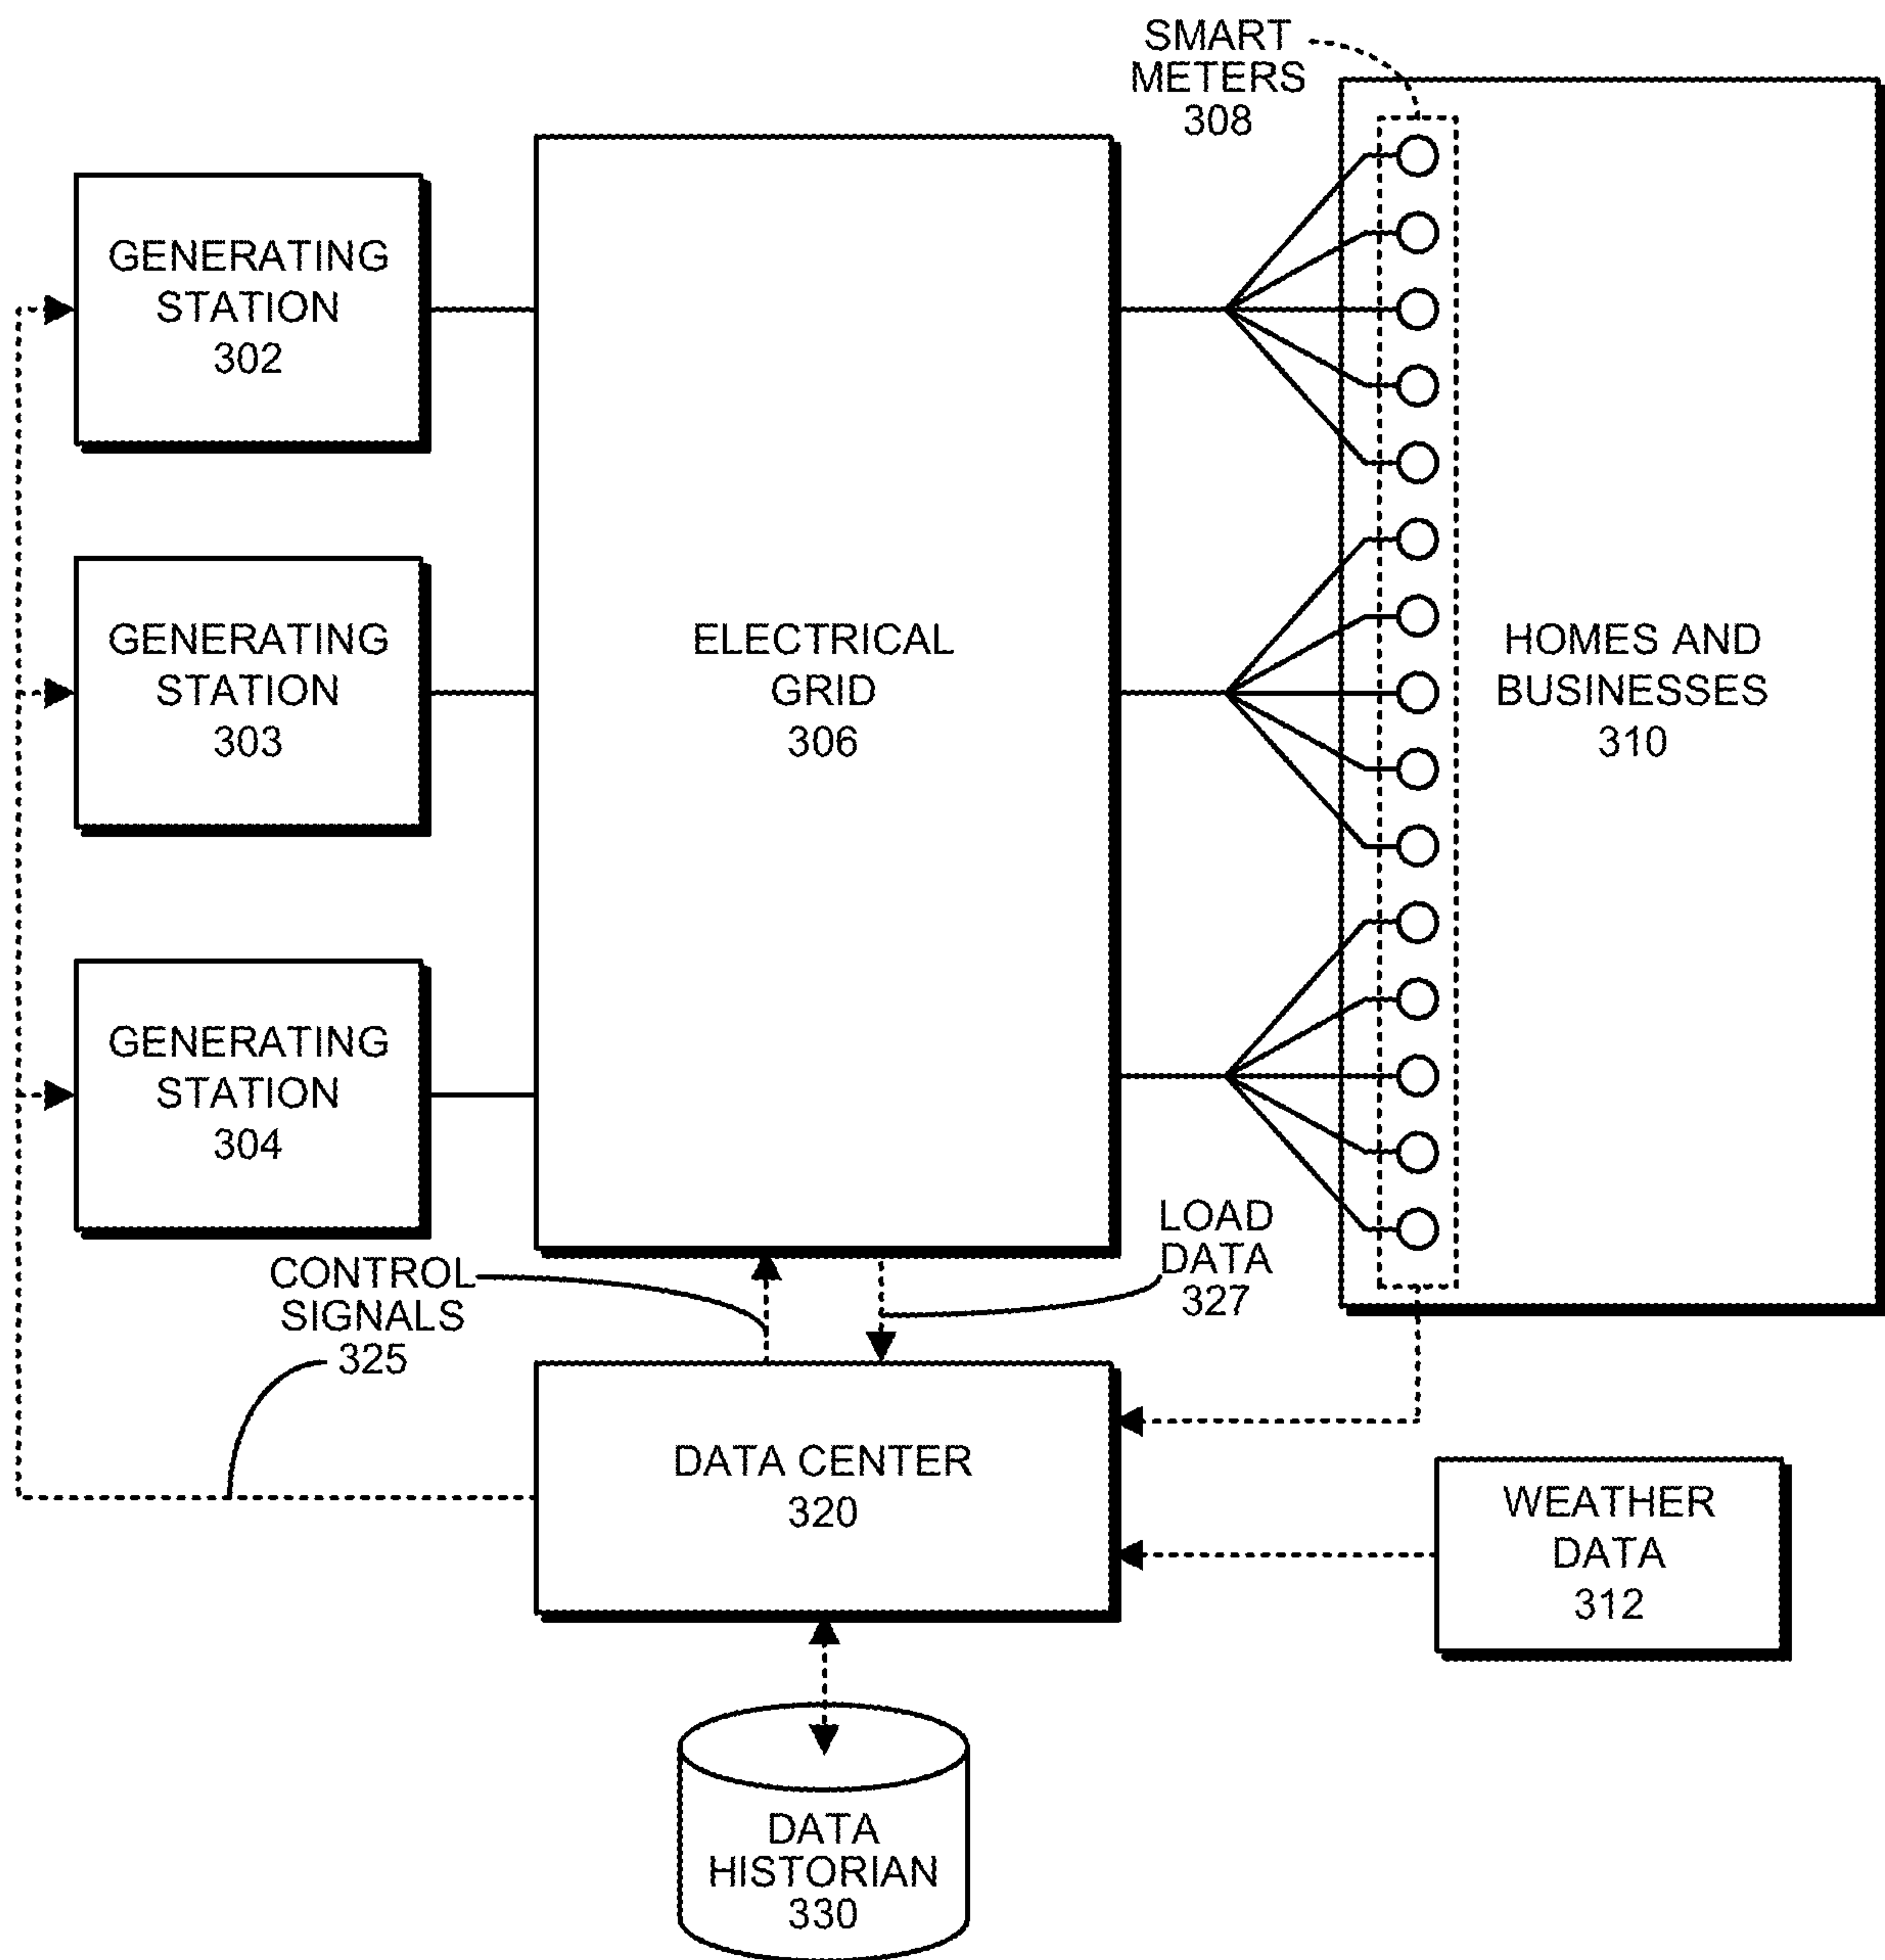 SMART
METERS
308
GENERATING
STATION
302
GENERATING
STATION
303
GENERATING
STATION
304
ELECTRICAL
GRID
306
HOMES AND
BUSINESSES
310
CONTROL
SIGNALS
325
LOAD
DATA
327
DATA CENTER
320
WEATHER
DATA
312
DATA
HISTORIAN
330